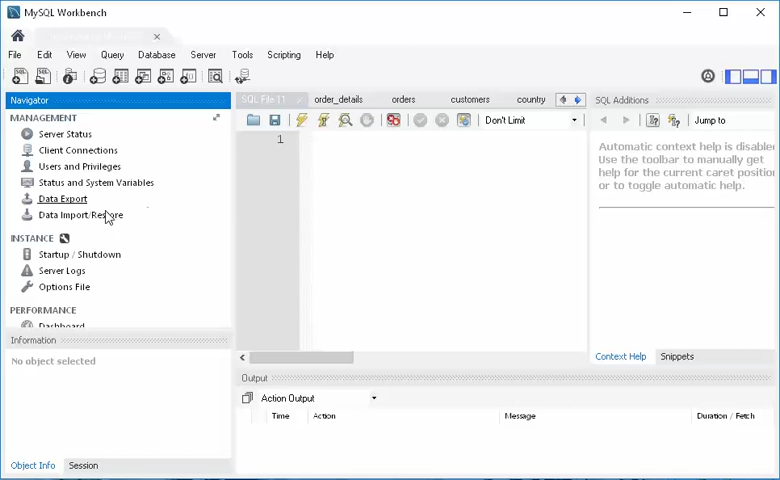 MySQL Workbench
File Edit View Query Database Server Tools Scripting Help
Navigator
MANAGEMENT
Server Status
Client Connections
Users and Privileges
Status and System Variables
Data Export
Data Import/Restore
INSTANCE
Startup / Shutdown
Server Logs
Options File
PERFORMANCE
Dashboard
Information
No object selected
Object Info Session
SQL File 11 order_details orders customers country
Don't Limit
1
SQL Additions
Jump to
Automatic context help is disabled
Use the toolbar to manually get
help for the current caret position
or to toggle automatic help.
Context Help Snippets
Output
Action Output
Time Action Message Duration / Fetch